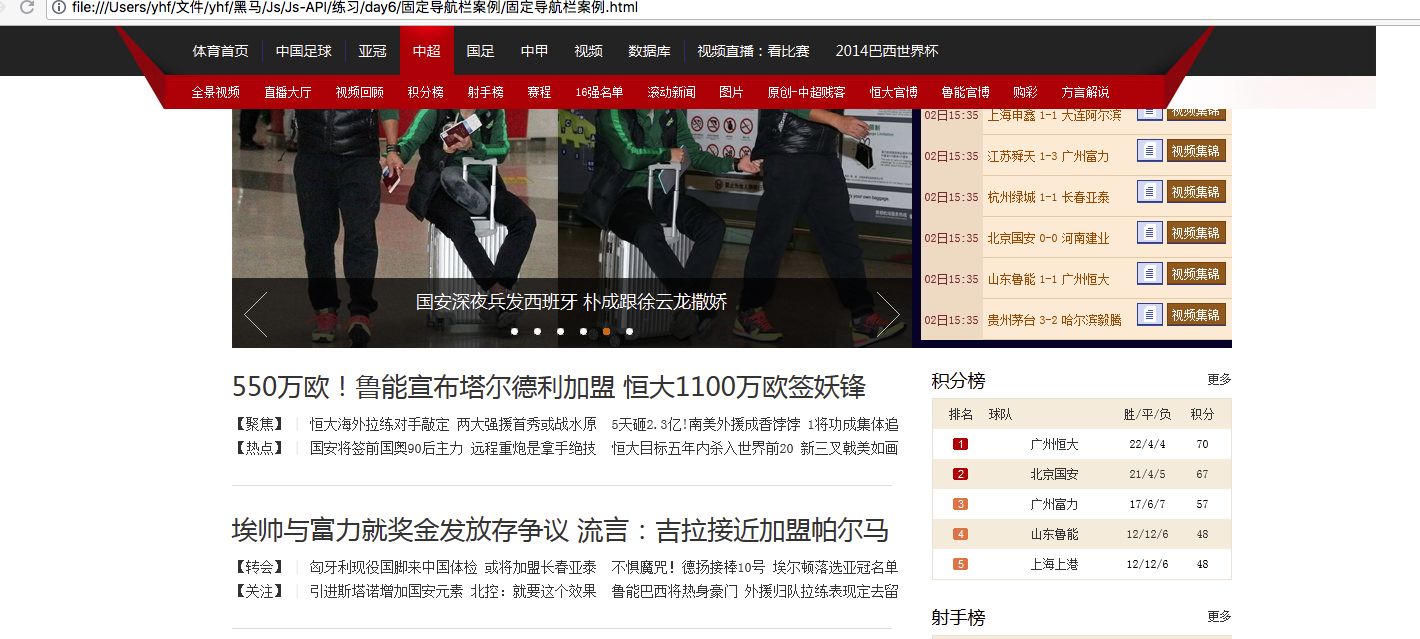 file:///Users/yhf/文件/yhf/黑马/Js/Js-API/练习/day6/固定导航栏案例/固定导航栏案例.html
体育首页 中国足球 亚冠 中超 国足 中甲 视频 数据库 视频直播：看比赛 2014巴西世界杯
全景视频 直播大厅 视频回顾 积分榜 射手榜 赛程 16强名单 滚动新闻 图片 原创-中超贱客 恒大官博 鲁能官博 购彩 方言解说
02日15:35 上海申鑫 1-1 大连阿尔滨 视频集锦
02日15:35 江苏舜天 1-3 广州富力 视频集锦
02日15:35 杭州绿城 1-1 长春亚泰 视频集锦
02日15:35 北京国安 0-0 河南建业 视频集锦
02日15:35 山东鲁能 1-1 广州恒大 视频集锦
02日15:35 贵州茅台 3-2 哈尔滨毅腾 视频集锦
国安深夜兵发西班牙 朴成跟徐云龙撒娇
550万欧！鲁能宣布塔尔德利加盟 恒大1100万欧签妖锋
【聚焦】 恒大海外拉练对手敲定 两大强援首秀或战水原 5天砸2.3亿!南美外援成香饽饽 1将功成集体追
【热点】 国安将签前国奥90后主力 远程重炮是拿手绝技 恒大目标五年内杀入世界前20 新三叉戟美如画
埃帅与富力就奖金发放存争议 流言：吉拉接近加盟帕尔马
【转会】 匈牙利现役国脚来中国体检 或将加盟长春亚泰 不惧魔咒！德扬接棒10号 埃尔顿落选亚冠名单
【关注】 引进斯塔诺增加国安元素 北控：就要这个效果 鲁能巴西将热身豪门 外援归队拉练表现定去留
积分榜 更多
排名 球队 胜/平/负 积分
1 广州恒大 22/4/4 70
2 北京国安 21/4/5 67
3 广州富力 17/6/7 57
4 山东鲁能 12/12/6 48
5 上海上港 12/12/6 48
射手榜 更多